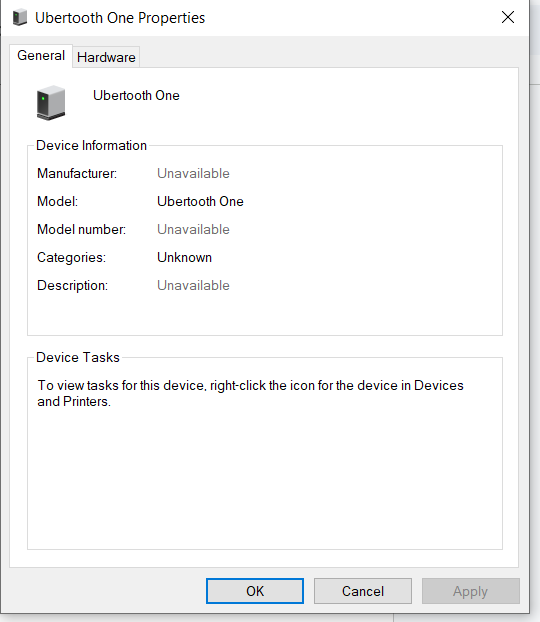 Ubertooth One Properties
General Hardware
Ubertooth One
Device Information
Manufacturer: Unavailable
Model: Ubertooth One
Model number: Unavailable
Categories: Unknown
Description: Unavailable
Device Tasks
To view tasks for this device, right-click the icon for the device in Devices
and Printers.
OK Cancel Apply